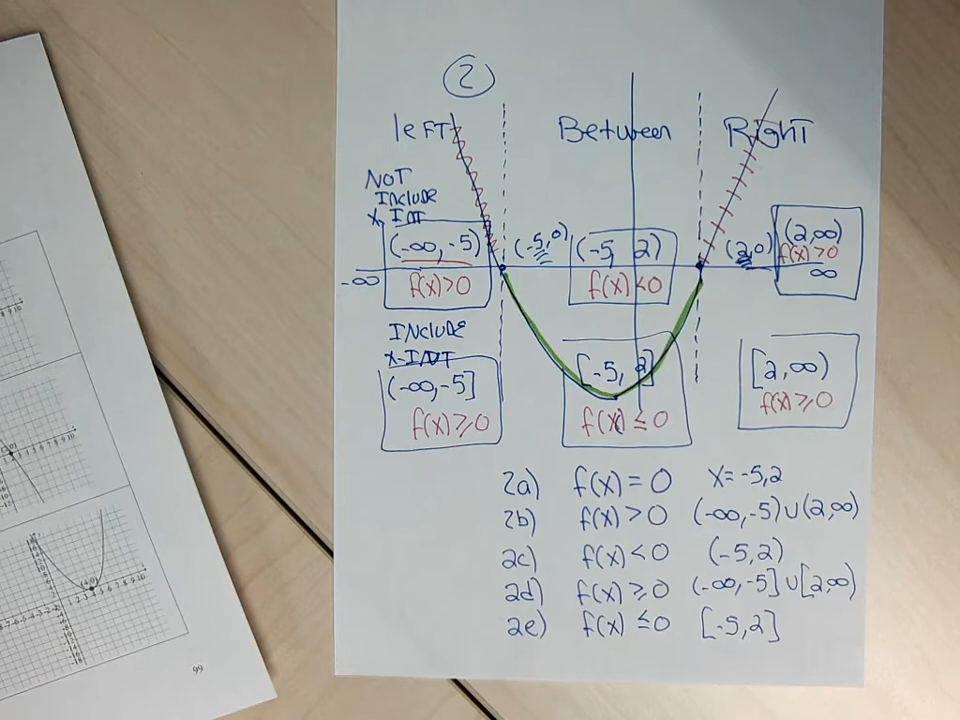 2
leFT Between RigHT
NOT
INclude
X INT
(-∞, -5) (-5,0) (-5, 2) (2,0) (2,∞)
f(x)>0
-∞ f(x)>0 f(x)<0 ∞
INclude
X-INT
(-∞,-5] [-5, 2] [2,∞)
f(x)≥0 f(x)≤0 f(x)≥0
2a) f(x)=0 X=-5,2
2b) f(x)>0 (-∞,-5)∪(2,∞)
2c) f(x)<0 (-5,2)
2d) f(x)≥0 (-∞,-5]∪[2,∞)
2e) f(x)≤0 [-5,2]
(4,0)
99